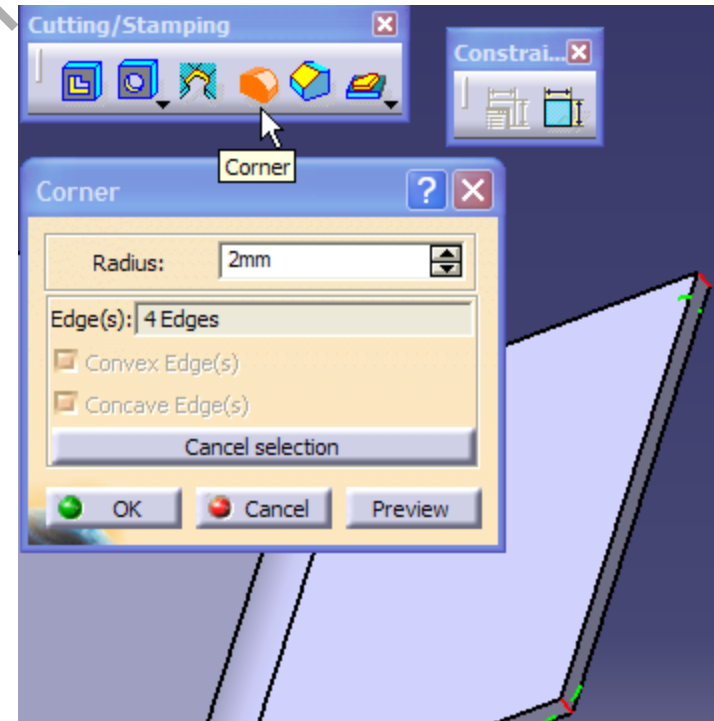 Cutting/Stamping
Constrai...
Corner
Corner
Radius: 2mm
Edge(s): 4 Edges
Convex Edge(s)
Concave Edge(s)
Cancel selection
OK Cancel Preview